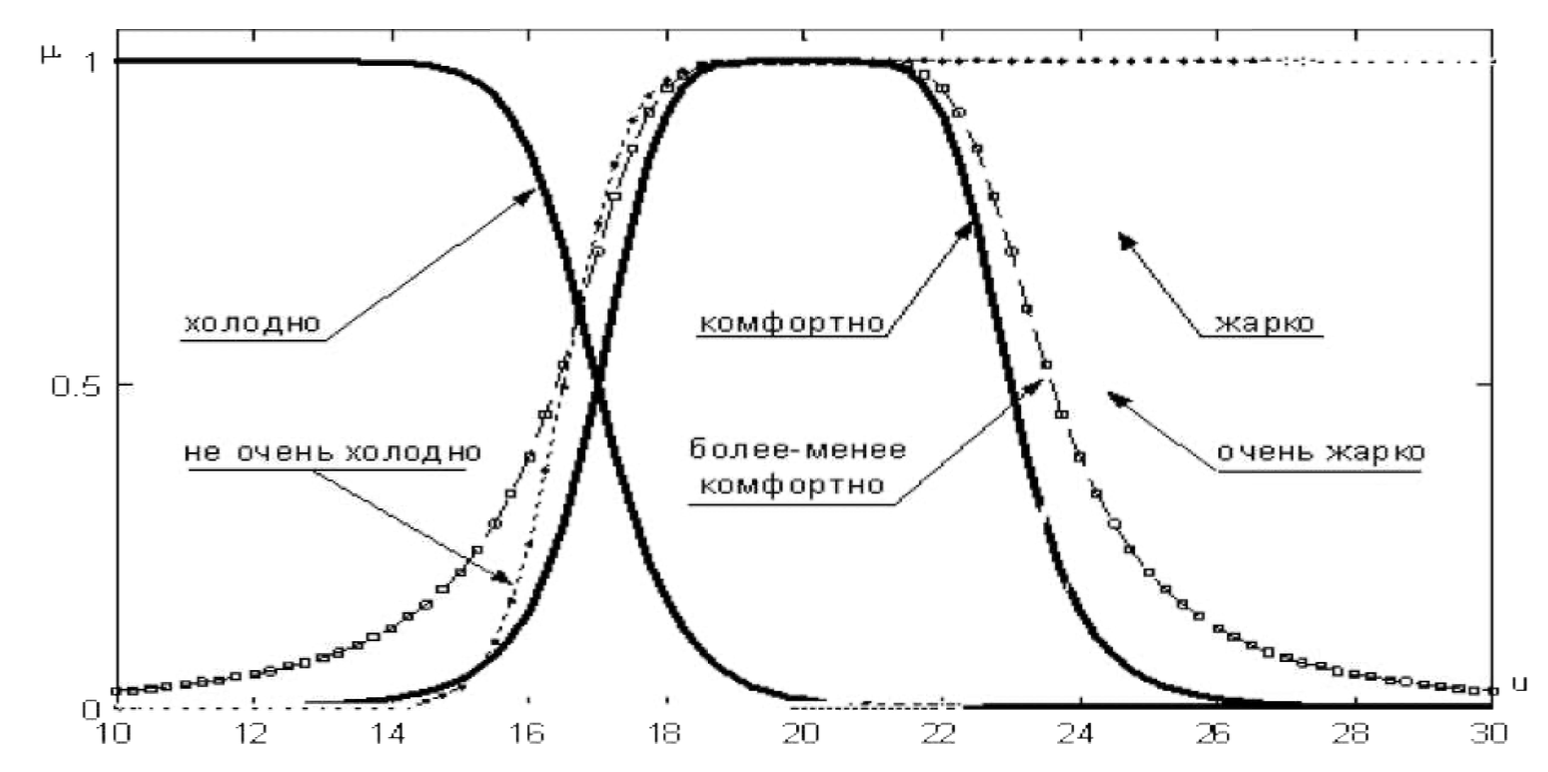 μ
1
холодно
комфортно
жарко
0.5
не очень холодно
более-менее
комфортно
очень жарко
0
u
10 12 14 16 18 20 22 24 26 28 30